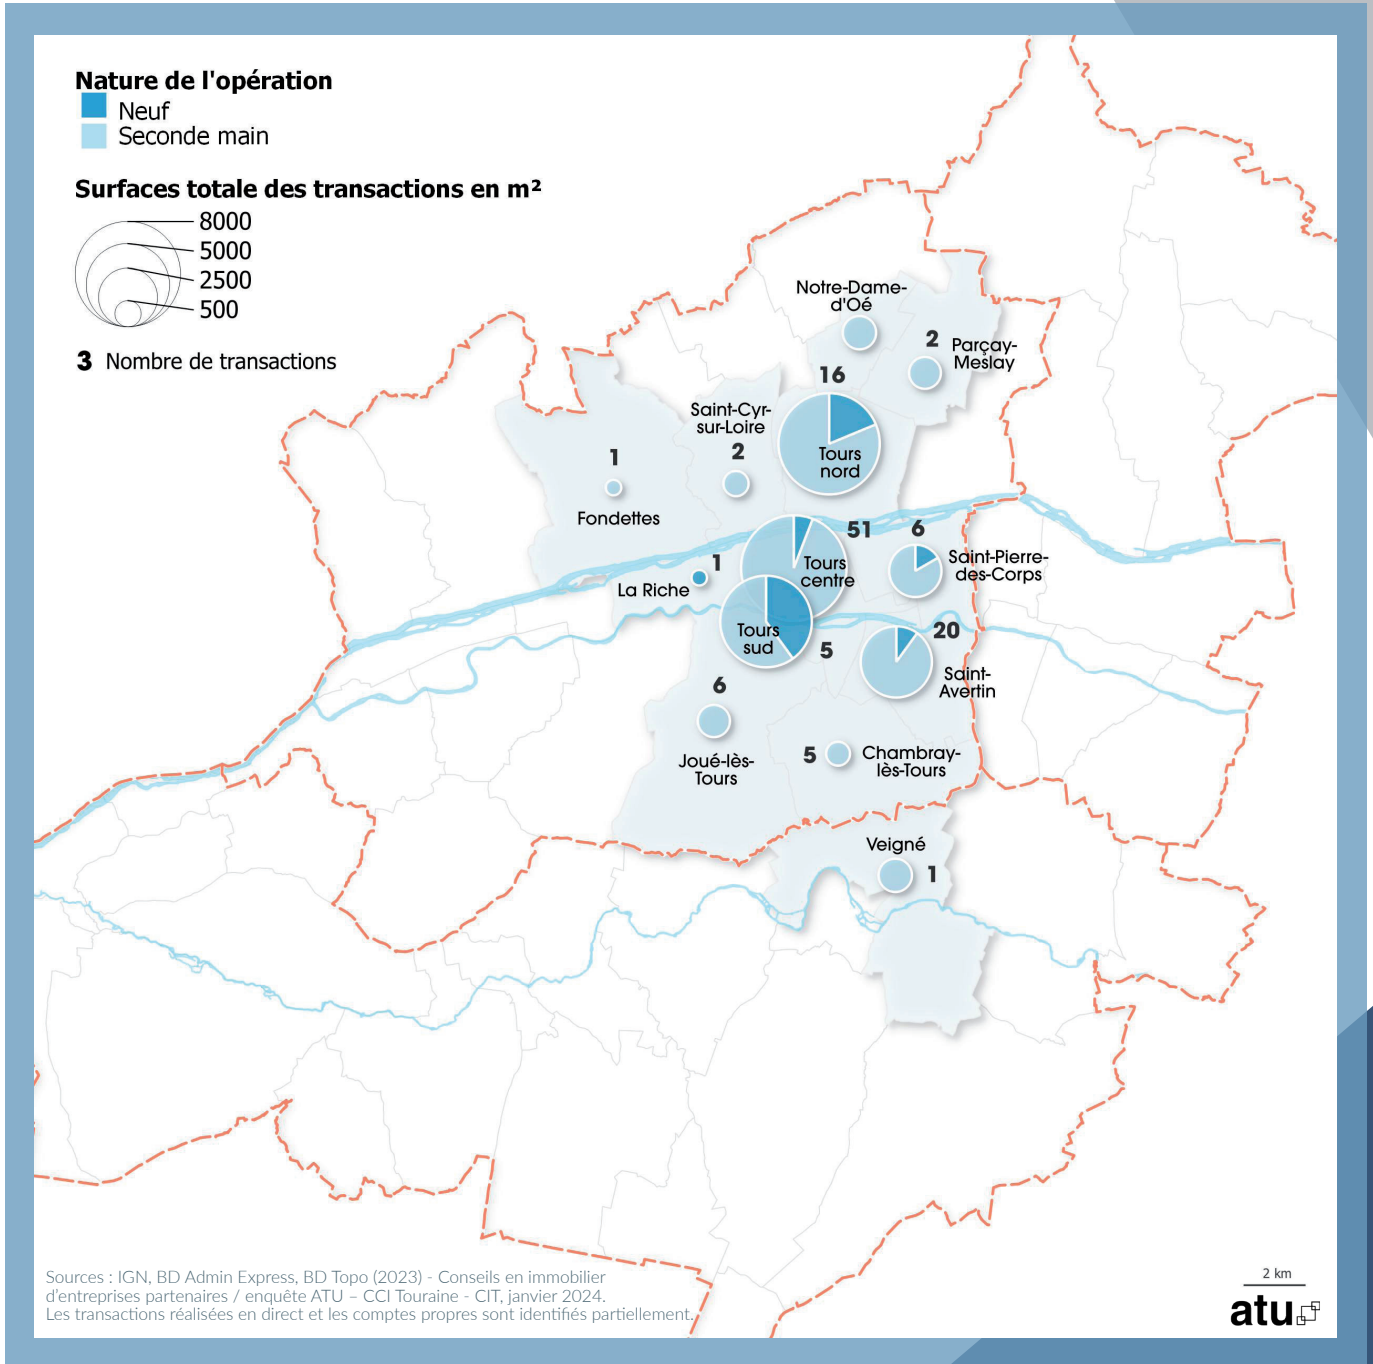 Nature de l'opération
Neuf
Seconde main
Surfaces totale des transactions en m²
8000
5000
2500
500
3 Nombre de transactions
Notre-Dame-
d'Oé
2
Parçay-
Meslay
16
Tours
nord
Saint-Cyr-
sur-Loire
2
1
Fondettes
51
Tours
centre
6
Saint-Pierre-
des-Corps
1
La Riche
Tours
sud
5
20
Saint-
Avertin
6
Joué-lès-
Tours
5
Chambray-
lès-Tours
Veigné
1
Sources : IGN, BD Admin Express, BD Topo (2023) - Conseils en immobilier
d'entreprises partenaires / enquête ATU – CCI Touraine - CIT, janvier 2024.
Les transactions réalisées en direct et les comptes propres sont identifiés partiellement.
2 km
atu